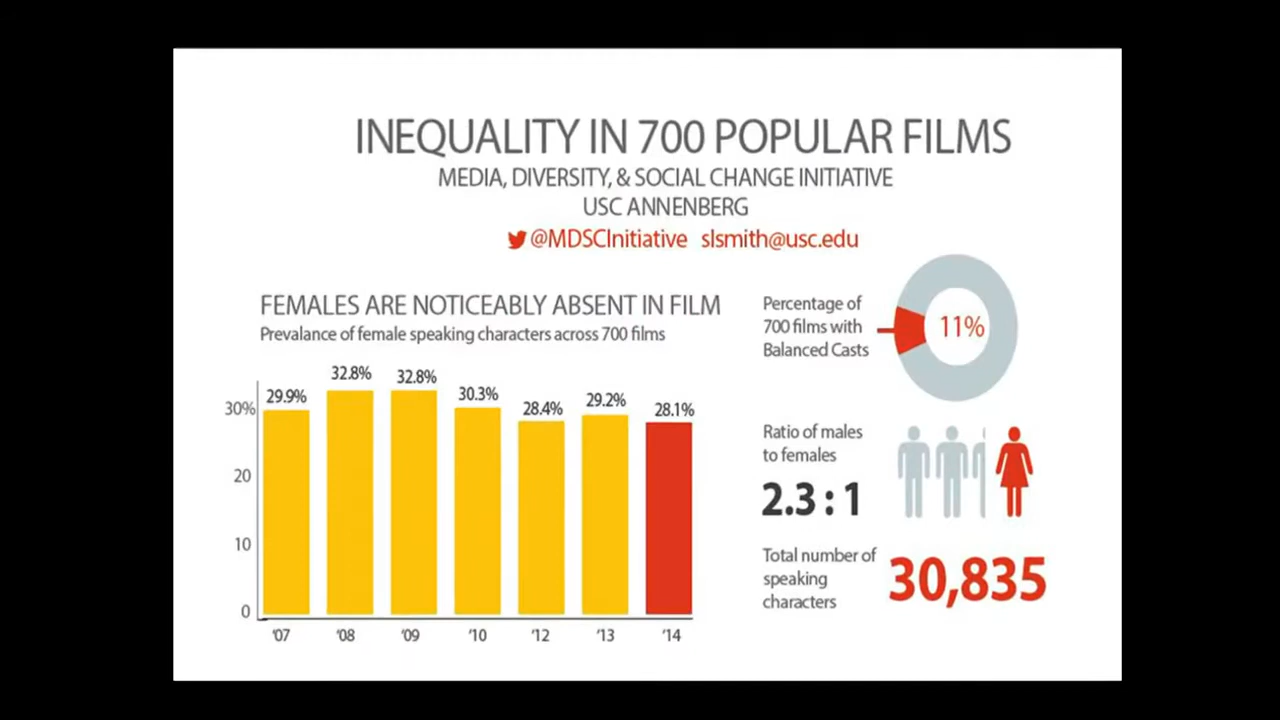 INEQUALITY IN 700 POPULAR FILMS
MEDIA, DIVERSITY, & SOCIAL CHANGE INITIATIVE
USC ANNENBERG
@MDSCInitiative slsmith@usc.edu
FEMALES ARE NOTICEABLY ABSENT IN FILM
Prevalance of female speaking characters across 700 films
29.9%
32.8%
32.8%
30.3%
28.4%
29.2%
28.1%
30%
20
10
0
'07
'08
'09
'10
'12
'13
'14
Percentage of
700 films with
Balanced Casts
11%
Ratio of males
to females
2.3 : 1
Total number of
speaking
characters
30,835